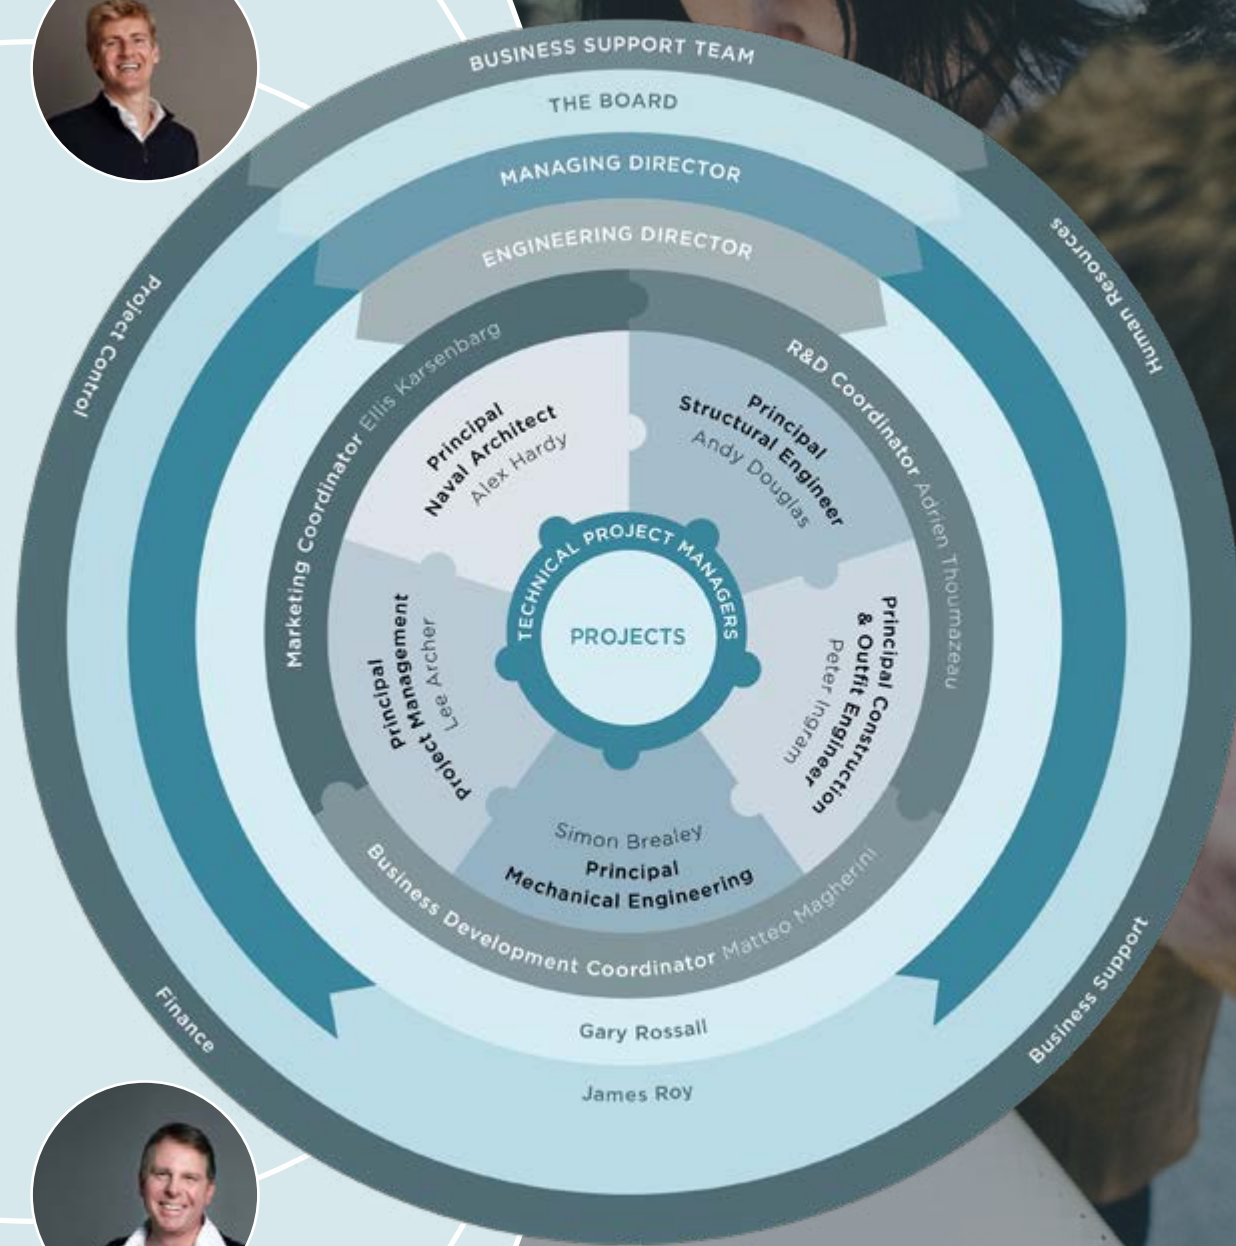 BUSINESS SUPPORT TEAM
THE BOARD
MANAGING DIRECTOR
ENGINEERING DIRECTOR
Project Control
Human Resources
Marketing Coordinator Ellis Karsenbarg
R&D Coordinator Adrien Thoumazeau
Principal
Naval Architect
Alex Hardy
Principal
Structural Engineer
Andy Douglas
TECHNICAL PROJECT MANAGERS
PROJECTS
Principal
Project Management
Lee Archer
Principal Construction
& Outfit Engineer
Peter Ingram
Simon Brealey
Principal
Mechanical Engineering
Business Development Coordinator Matteo Magherini
Finance
Business Support
Gary Rossall
James Roy